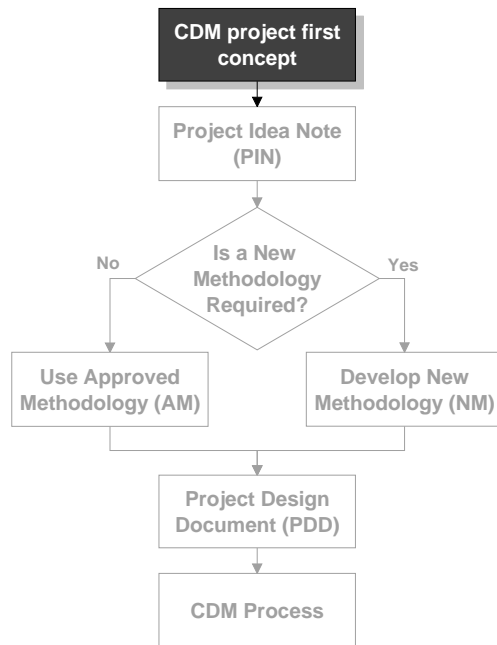 CDM project first
concept
Project Idea Note
(PIN)
Is a New
Methodology
Required?
No
Yes
Use Approved
Methodology (AM)
Develop New
Methodology (NM)
Project Design
Document (PDD)
CDM Process